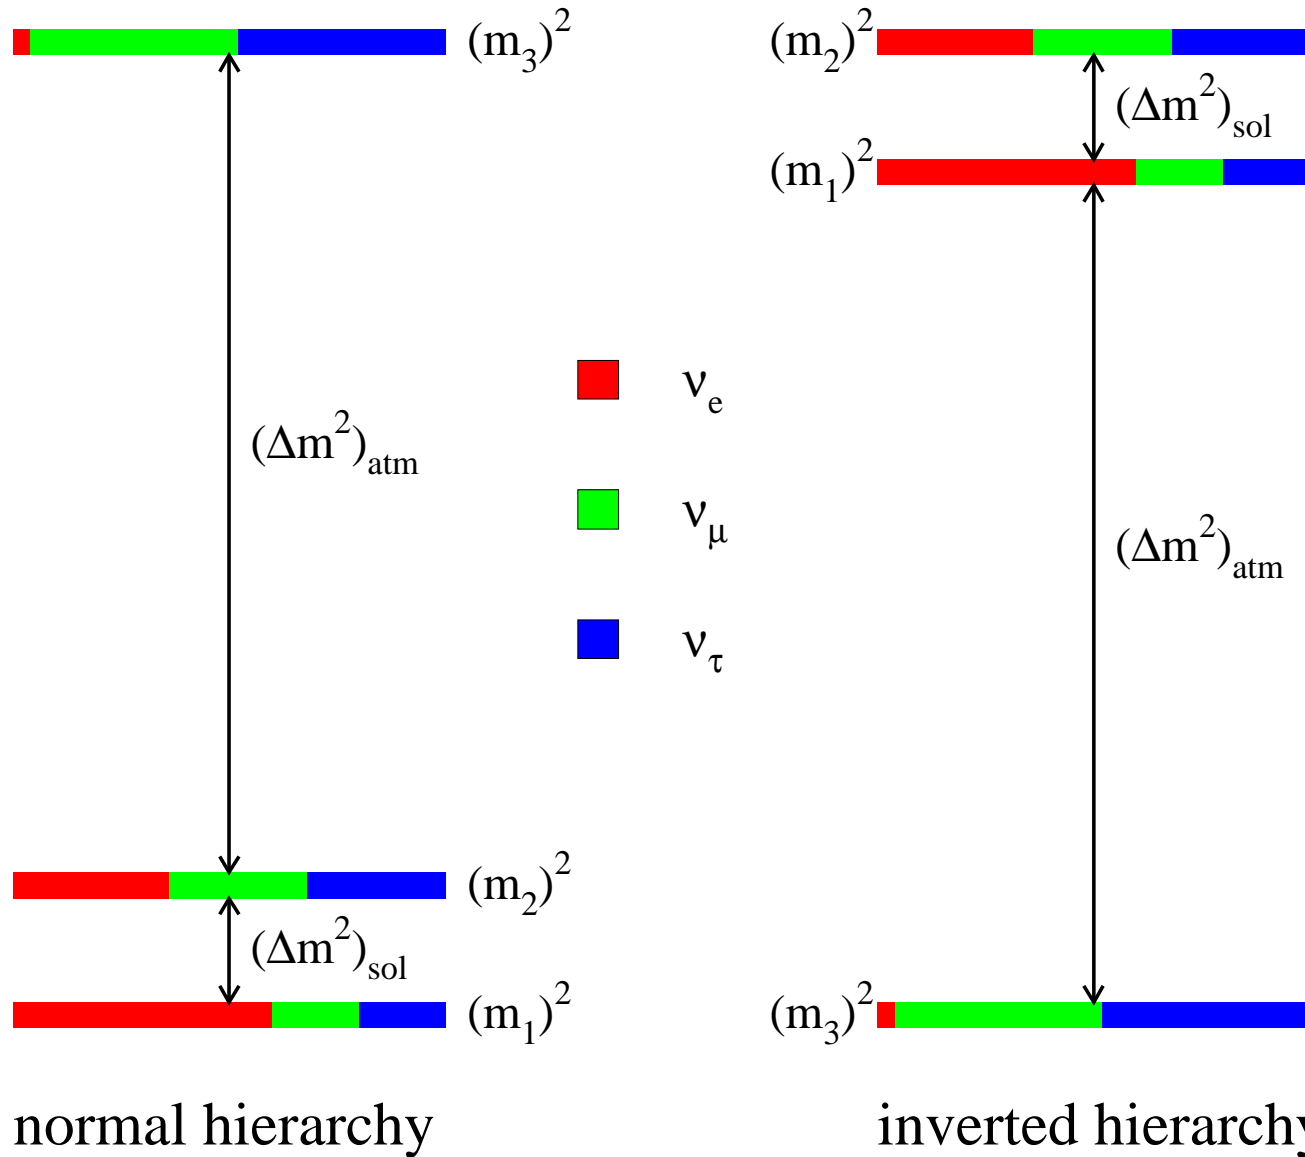 (m₃)²
(m₂)²
(Δm²)sol
(m₁)²
νe
(Δm²)atm
νμ
(Δm²)atm
ντ
(m₂)²
(Δm²)sol
(m₁)²
(m₃)²
normal hierarchy
inverted hierarchy